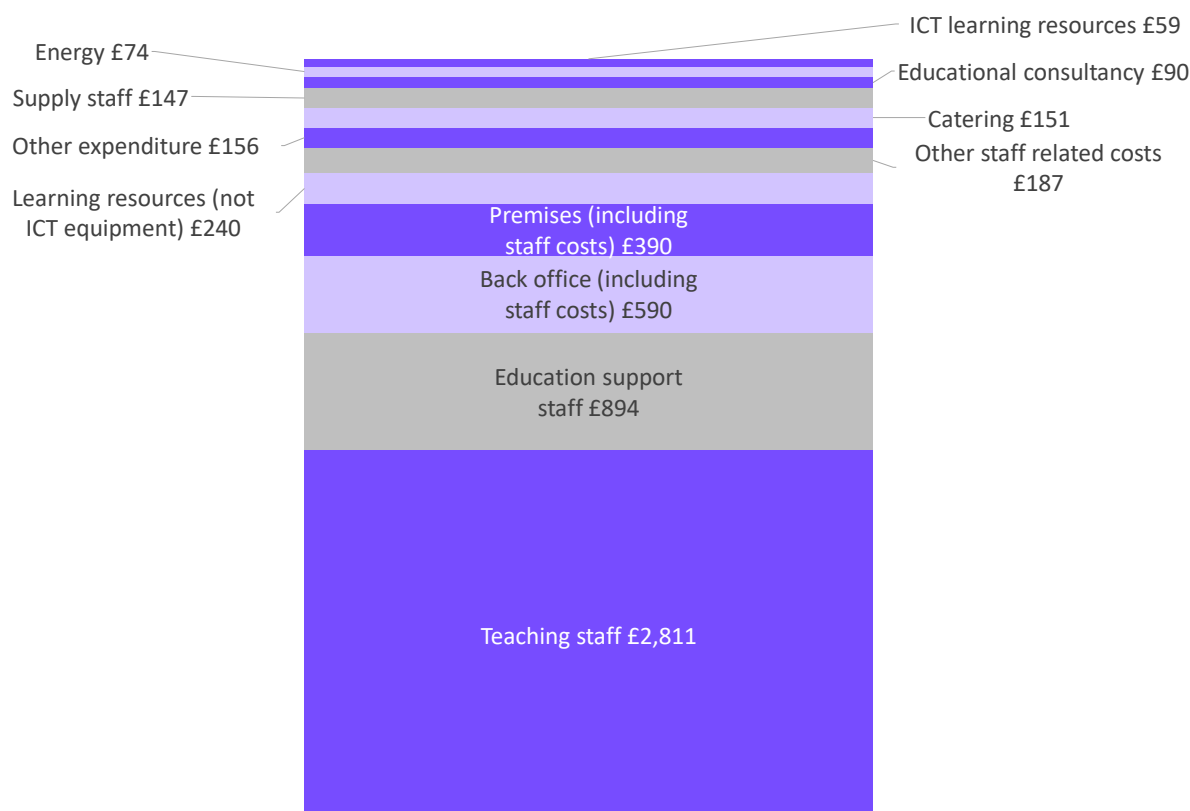 ICT learning resources £59
Energy £74
Educational consultancy £90
Supply staff £147
Catering £151
Other expenditure £156
Other staff related costs
£187
Learning resources (not
ICT equipment) £240
Premises (including
staff costs) £390
Back office (including
staff costs) £590
Education support
staff £894
Teaching staff £2,811